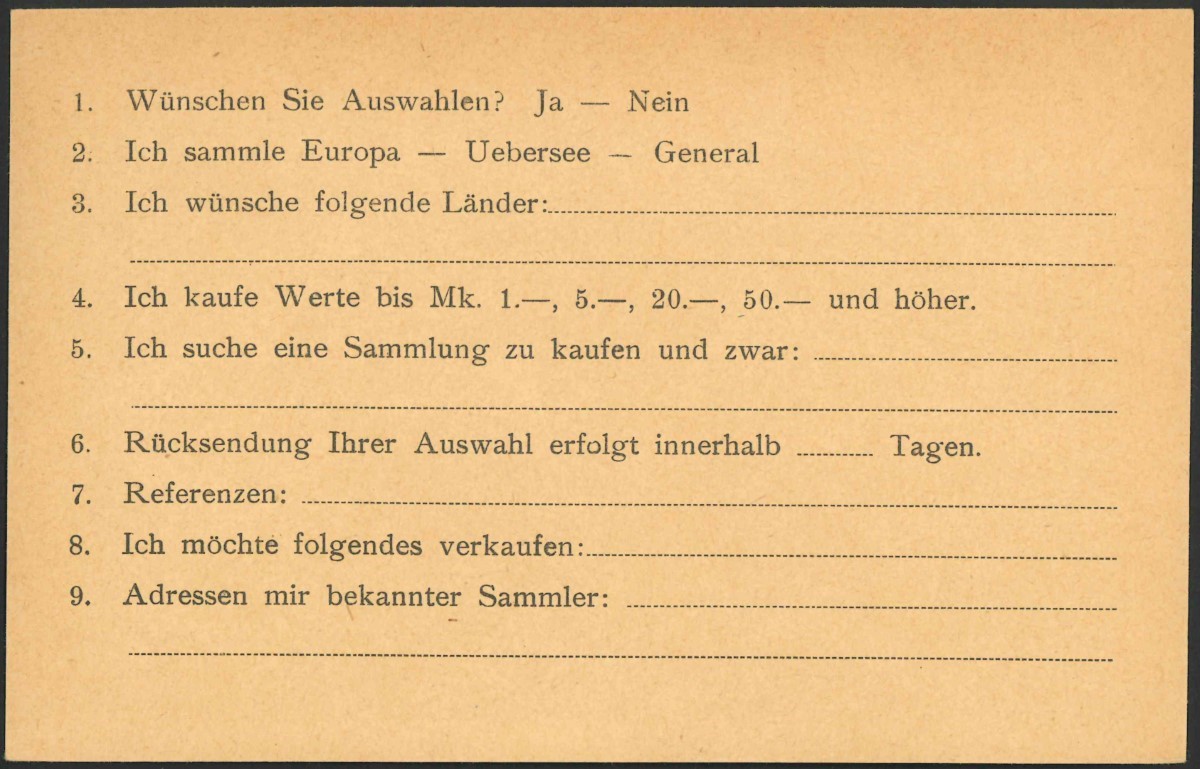 1. Wünschen Sie Auswahlen? Ja — Nein
2. Ich sammle Europa — Uebersee — General
3. Ich wünsche folgende Länder:
4. Ich kaufe Werte bis Mk. 1.—, 5.—, 20.—, 50.— und höher.
5. Ich suche eine Sammlung zu kaufen und zwar:
6. Rücksendung Ihrer Auswahl erfolgt innerhalb ........ Tagen.
7. Referenzen:
8. Ich möchte folgendes verkaufen:
9. Adressen mir bekannter Sammler: